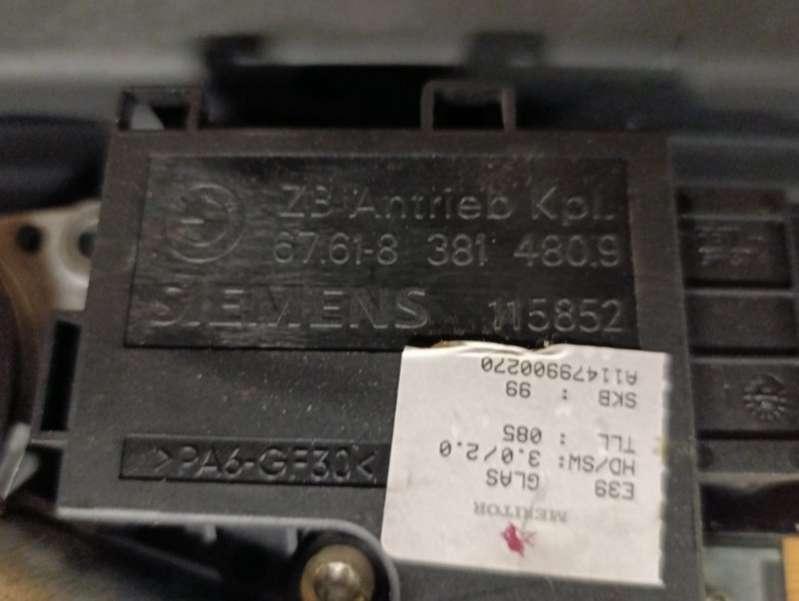 ZB-Antrieb Kpl.
67.61-8 381 480.9
SIEMENS 115852
>PA6-GF30<
MERITOR
E39 GLAS
HD/SW: 3.0/2.0
TLL : 085
SKB : 99
A11479900270